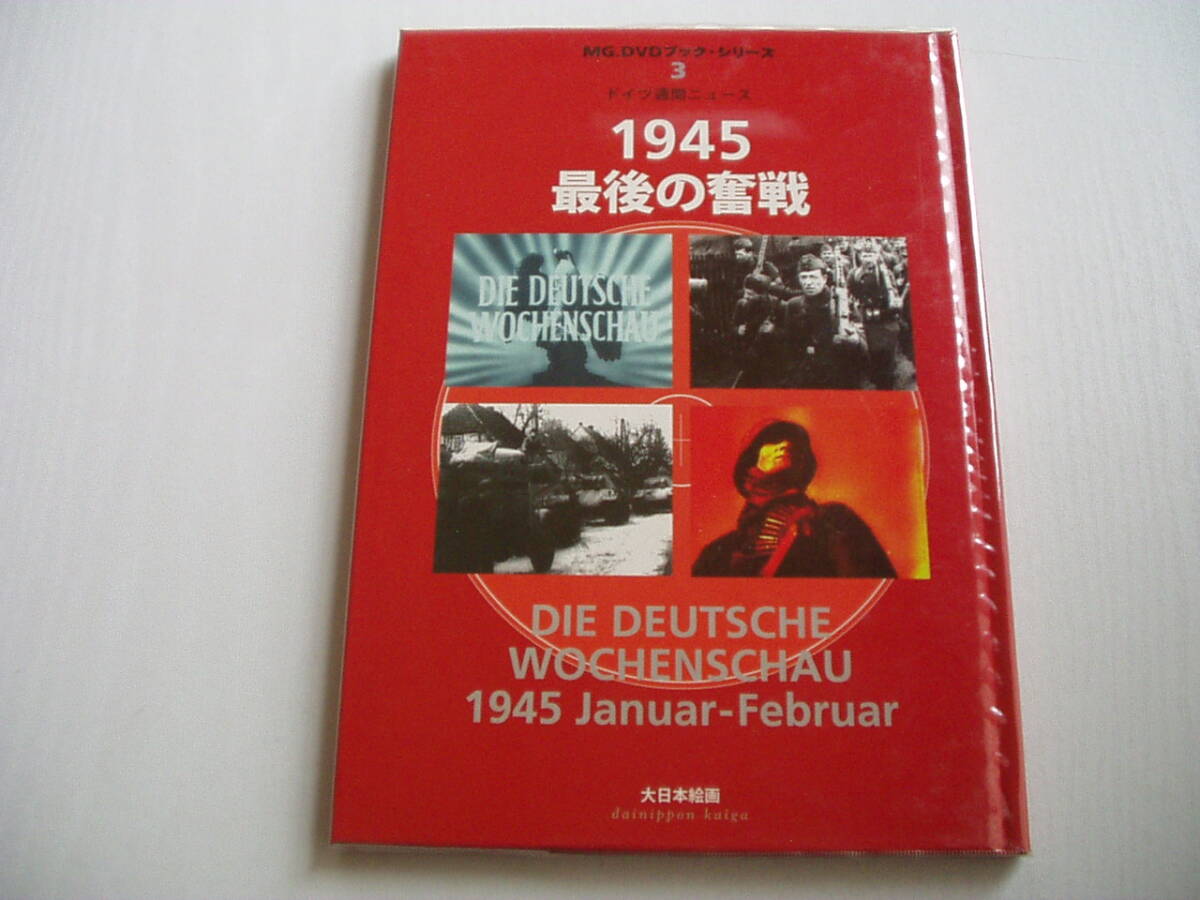 MG.DVDブック・シリーズ
3
ドイツ週間ニュース
1945
最後の奮戦
DIE DEUTSCHE
WOCHENSCHAU
DIE DEUTSCHE
WOCHENSCHAU
1945 Januar-Februar
大日本絵画
dainippon kaiga